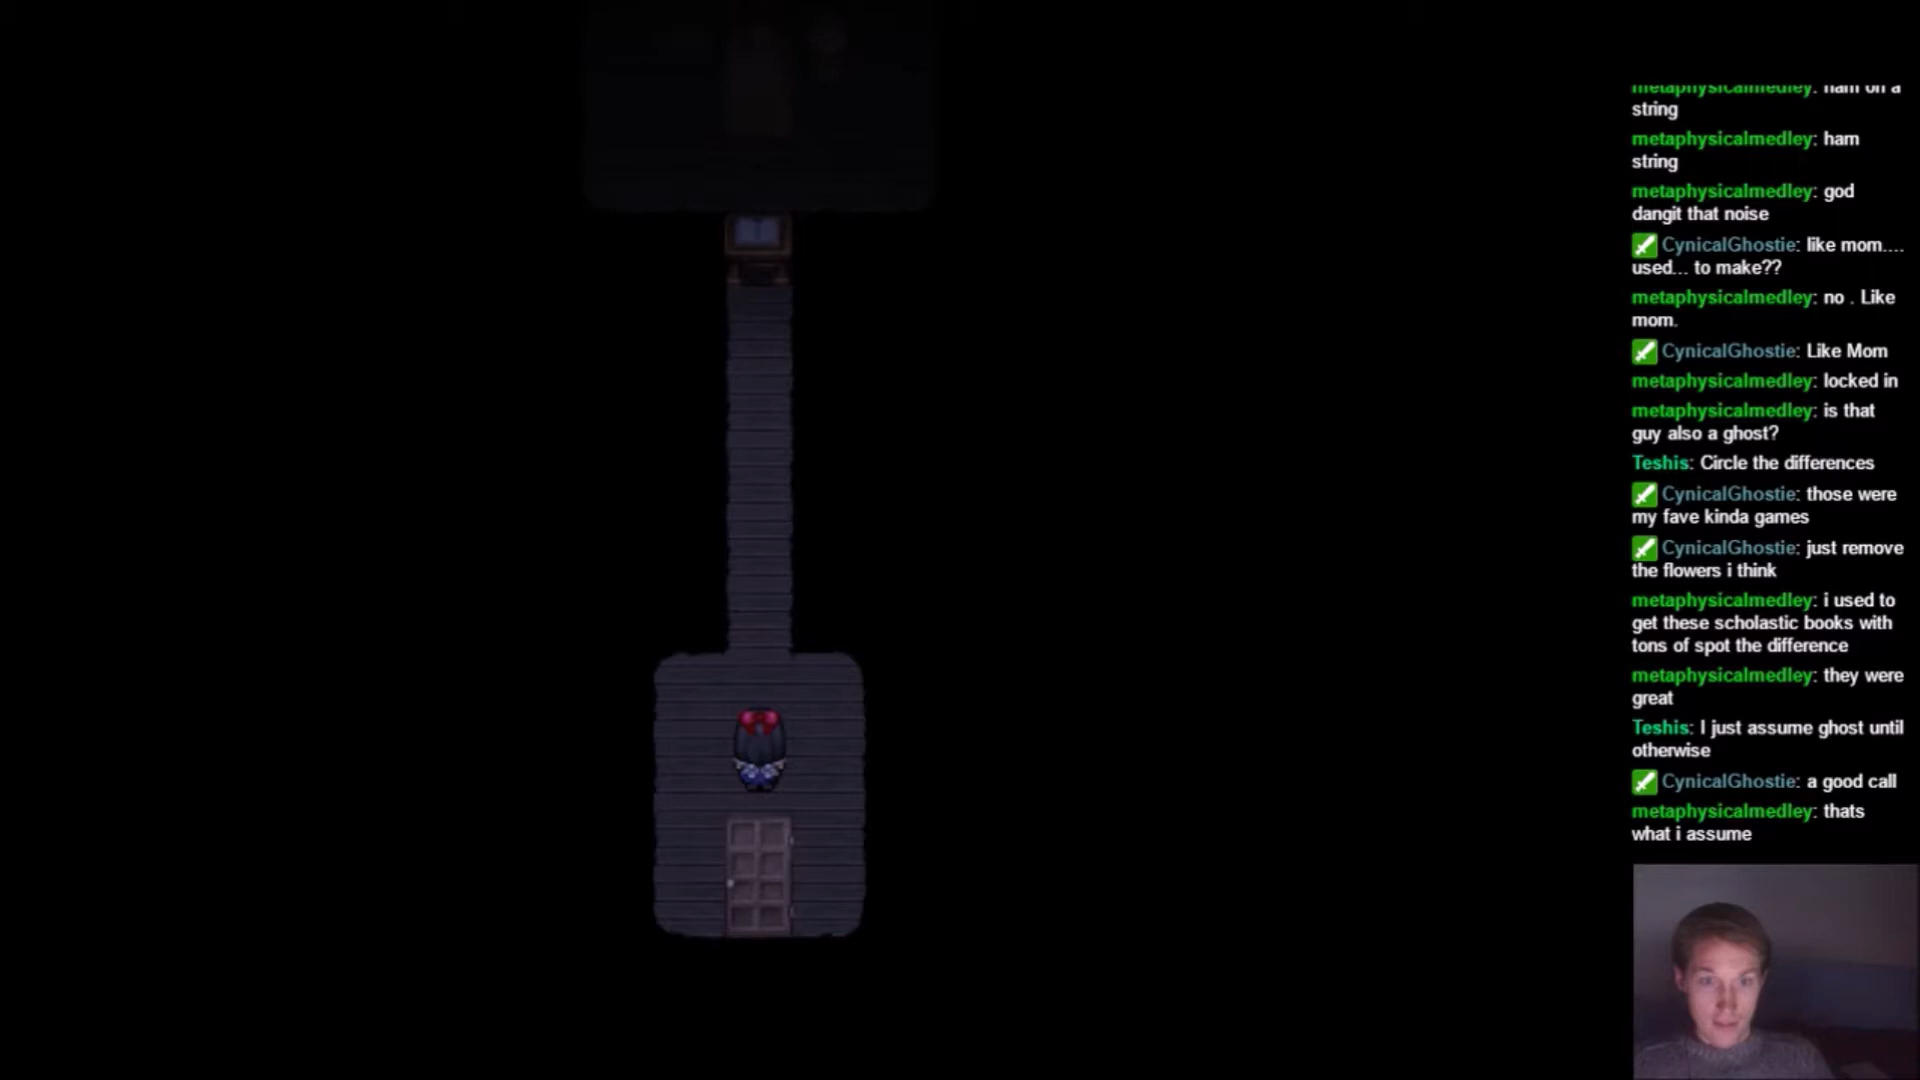 metaphysicalmedley: ham on a
string
metaphysicalmedley: ham
string
metaphysicalmedley: god
dangit that noise
CynicalGhostie: like mom....
used... to make??
metaphysicalmedley: no . Like
mom.
CynicalGhostie: Like Mom
metaphysicalmedley: locked in
metaphysicalmedley: is that
guy also a ghost?
Teshis: Circle the differences
CynicalGhostie: those were
my fave kinda games
CynicalGhostie: just remove
the flowers i think
metaphysicalmedley: i used to
get these scholastic books with
tons of spot the difference
metaphysicalmedley: they were
great
Teshis: I just assume ghost until
otherwise
CynicalGhostie: a good call
metaphysicalmedley: thats
what i assume